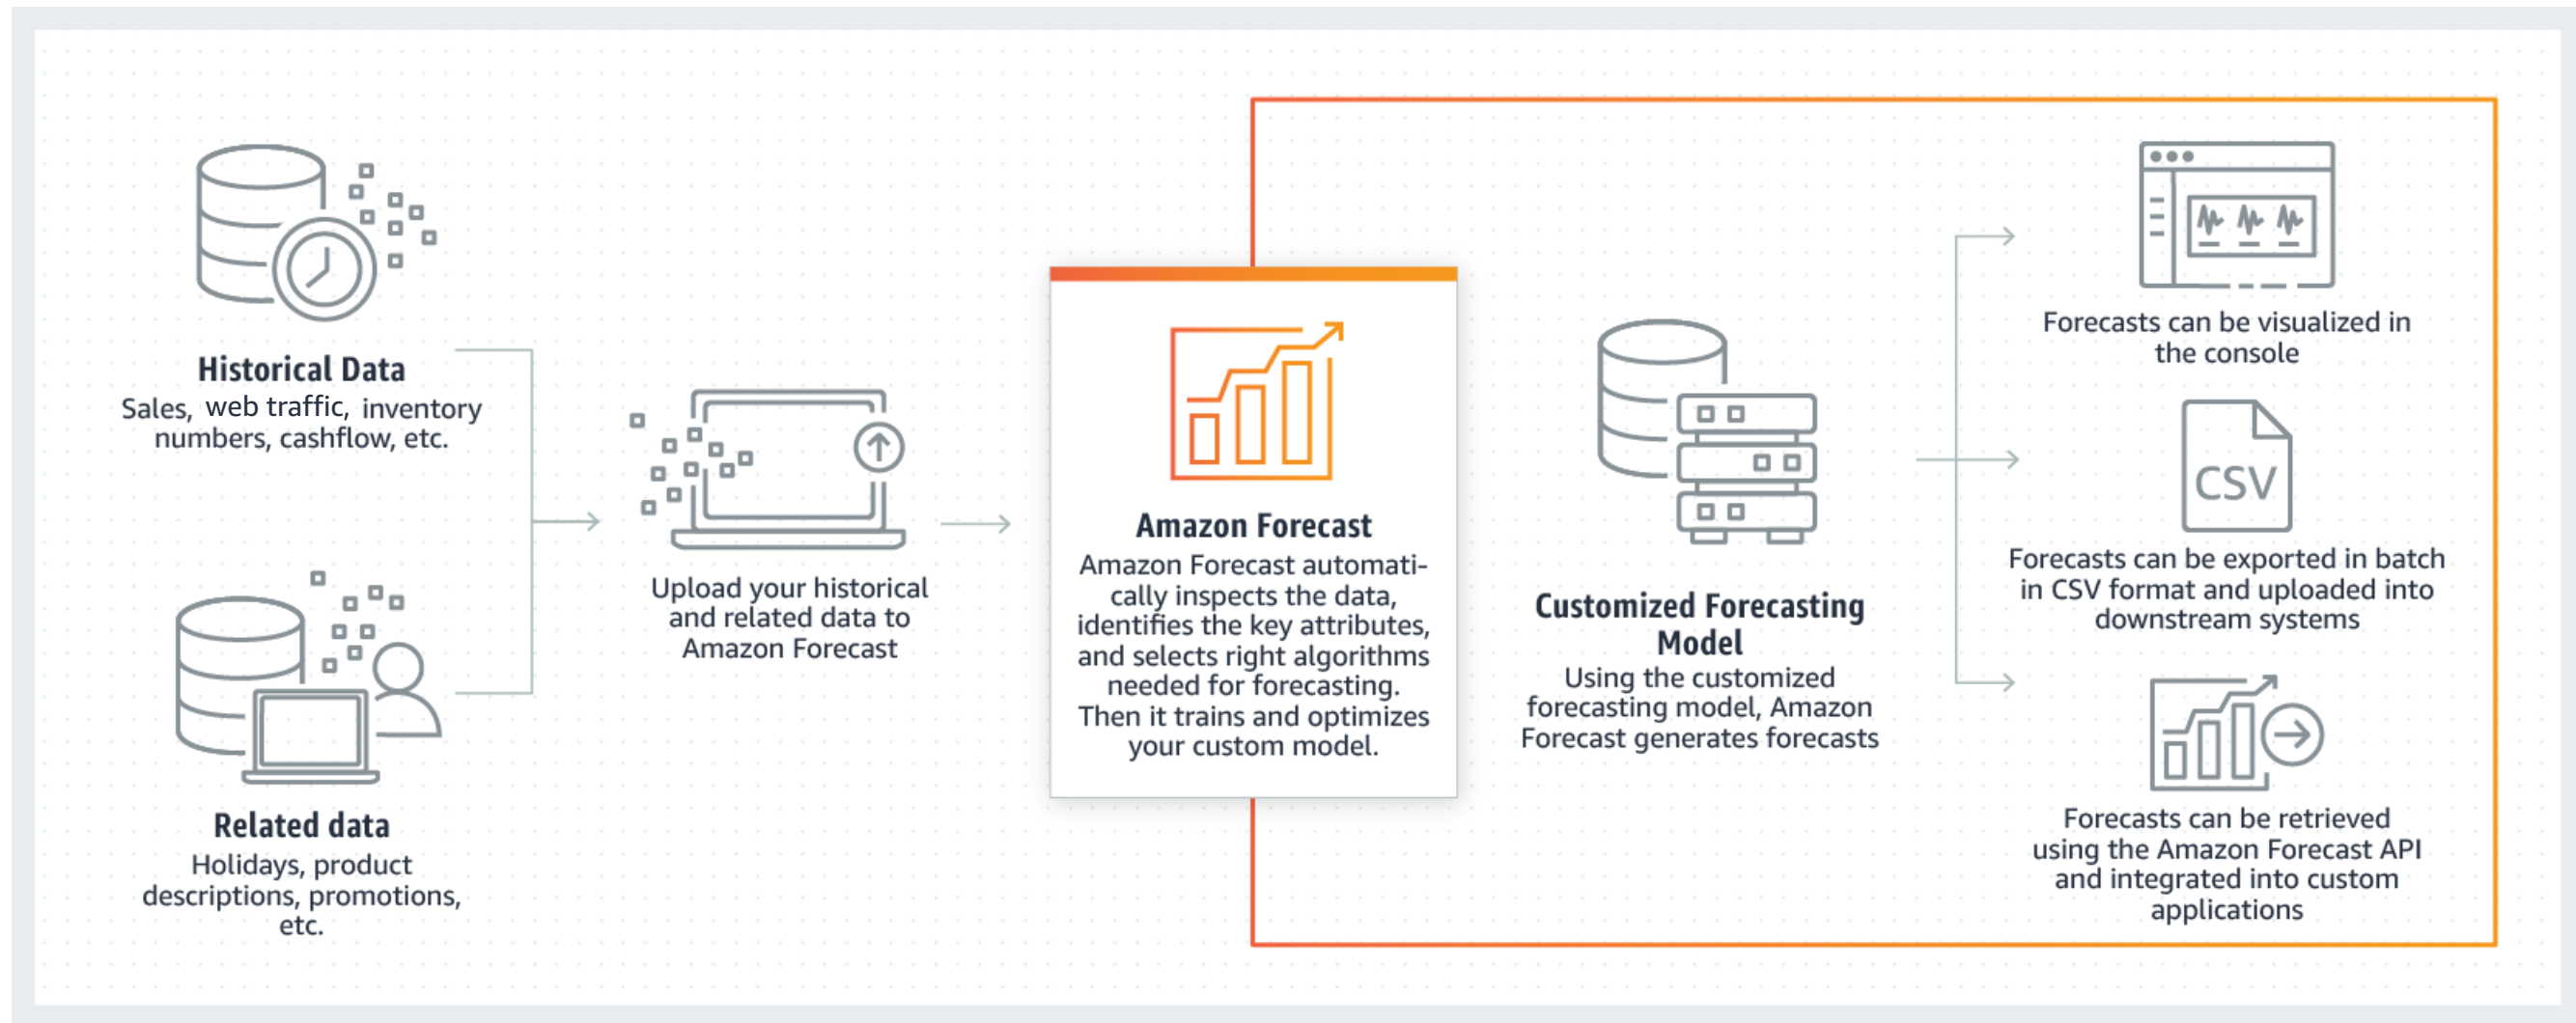 Historical Data
Sales, web traffic, inventory
numbers, cashflow, etc.
Related data
Holidays, product
descriptions, promotions,
etc.
Upload your historical
and related data to
Amazon Forecast
Amazon Forecast
Amazon Forecast automati-
cally inspects the data,
identifies the key attributes,
and selects right algorithms
needed for forecasting.
Then it trains and optimizes
your custom model.
Customized Forecasting
Model
Using the customized
forecasting model, Amazon
Forecast generates forecasts
Forecasts can be visualized in
the console
CSV
Forecasts can be exported in batch
in CSV format and uploaded into
downstream systems
Forecasts can be retrieved
using the Amazon Forecast API
and integrated into custom
applications